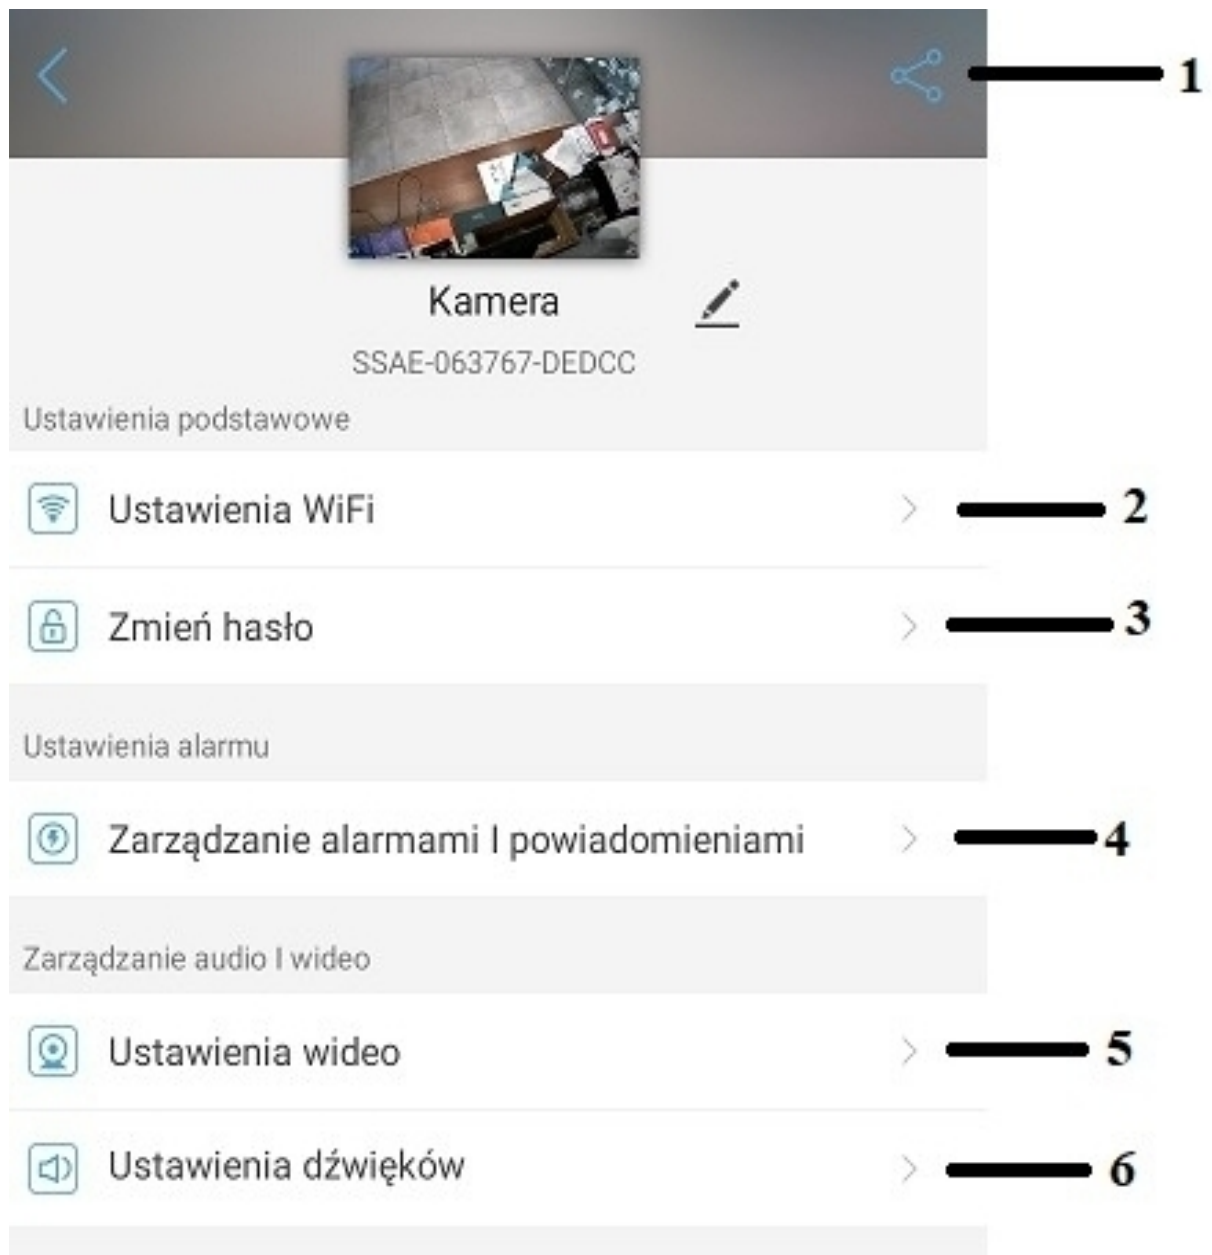 1
Kamera
SSAE-063767-DEDCC
Ustawienia podstawowe
Ustawienia WiFi
2
Zmień hasło
3
Ustawienia alarmu
Zarządzanie alarmami I powiadomieniami
4
Zarządzanie audio I wideo
Ustawienia wideo
5
Ustawienia dźwięków
6